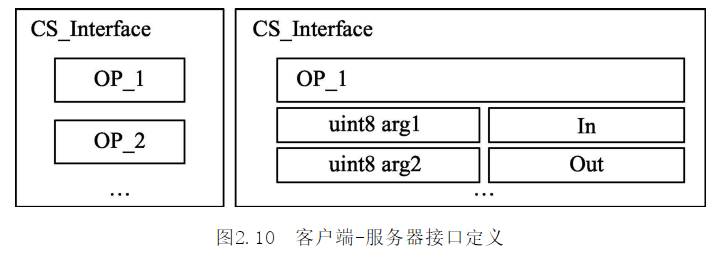 CS_Interface
OP_1
OP_2
...
CS_Interface
OP_1
uint8 arg1 In
uint8 arg2 Out
...
图2.10 客户端-服务器接口定义